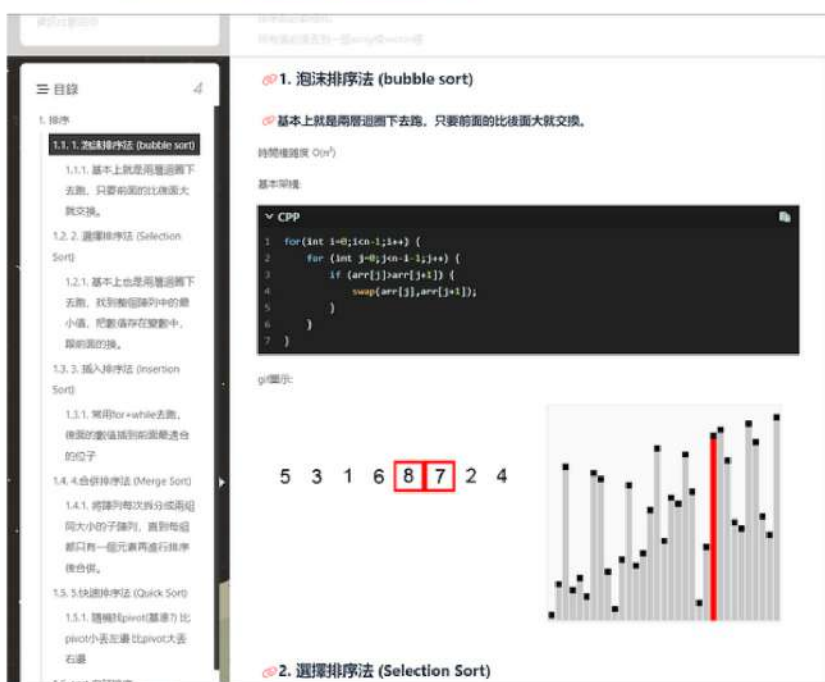 目錄
4
1. 排序
1.1. 1. 泡沫排序法 (bubble sort)
1.1.1. 基本上就是兩層迴圈下
去跑，只要前面的比後面大
就交換。
1.2. 2. 選擇排序法 (Selection
Sort)
1.2.1. 基本上也是兩層迴圈下
去跑，找到整個陣列中的最
小值，把數值存在變數中，
跟前面的換。
1.3. 3. 插入排序法 (Insertion
Sort)
1.3.1. 常用for+while去跑，
後面的數值插到前面最適合
的位子
1.4. 4.合併排序法 (Merge Sort)
1.4.1. 將陣列每次拆分成兩組
同大小的子陣列，直到每組
都只有一個元素再進行排序
後合併。
1.5. 5.快速排序法 (Quick Sort)
1.5.1. 隨機找pivot(基準?) 比
pivot小丟左邊 比pivot大丟
右邊
1. 泡沫排序法 (bubble sort)
基本上就是兩層迴圈下去跑，只要前面的比後面大就交換。
時間複雜度 O(n²)
基本架構:
CPP
1 for(int i=0;i<n-1;i++) {
2 for (int j=0;j<n-i-1;j++) {
3 if (arr[j]>arr[j+1]) {
4 swap(arr[j],arr[j+1]);
5 }
6 }
7 }
gif圖示:
5 3 1 6 8 7 2 4
2. 選擇排序法 (Selection Sort)